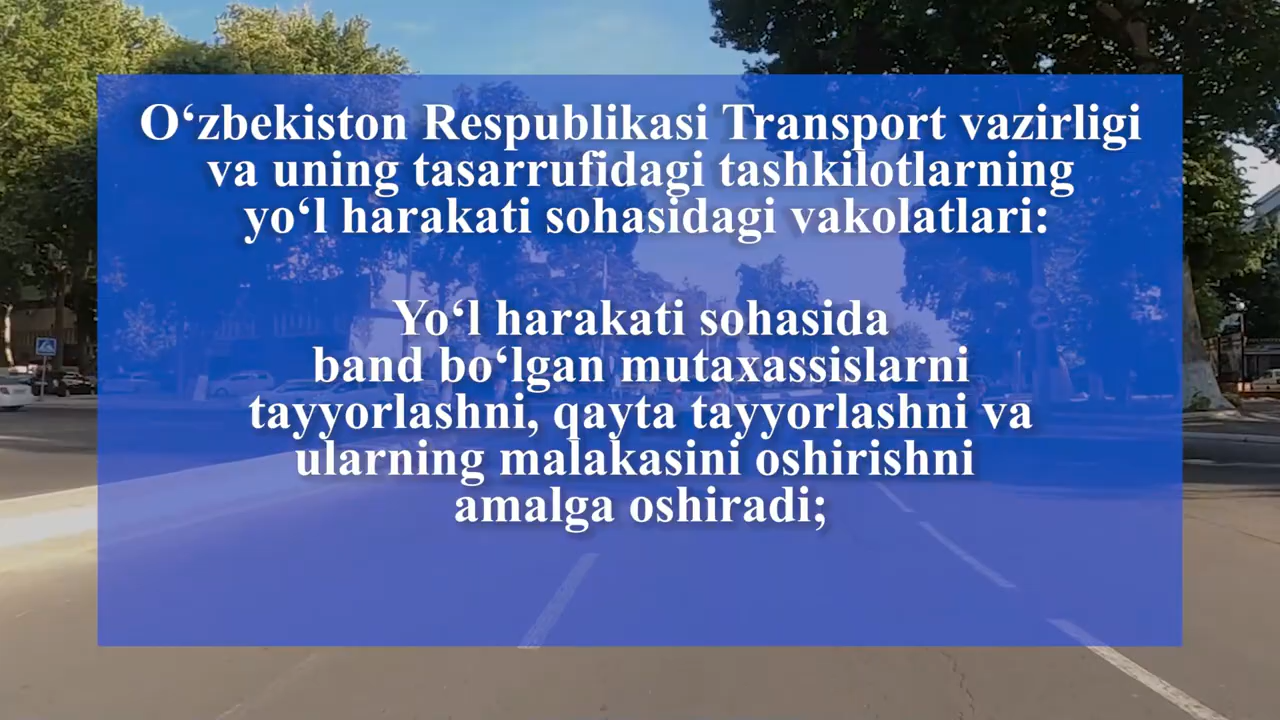 O‘zbekiston Respublikasi Transport vazirligi
va uning tasarrufidagi tashkilotlarning
yo‘l harakati sohasidagi vakolatlari:
Yo‘l harakati sohasida
band bo‘lgan mutaxassislarni
tayyorlashni, qayta tayyorlashni va
ularning malakasini oshirishni
amalga oshiradi;